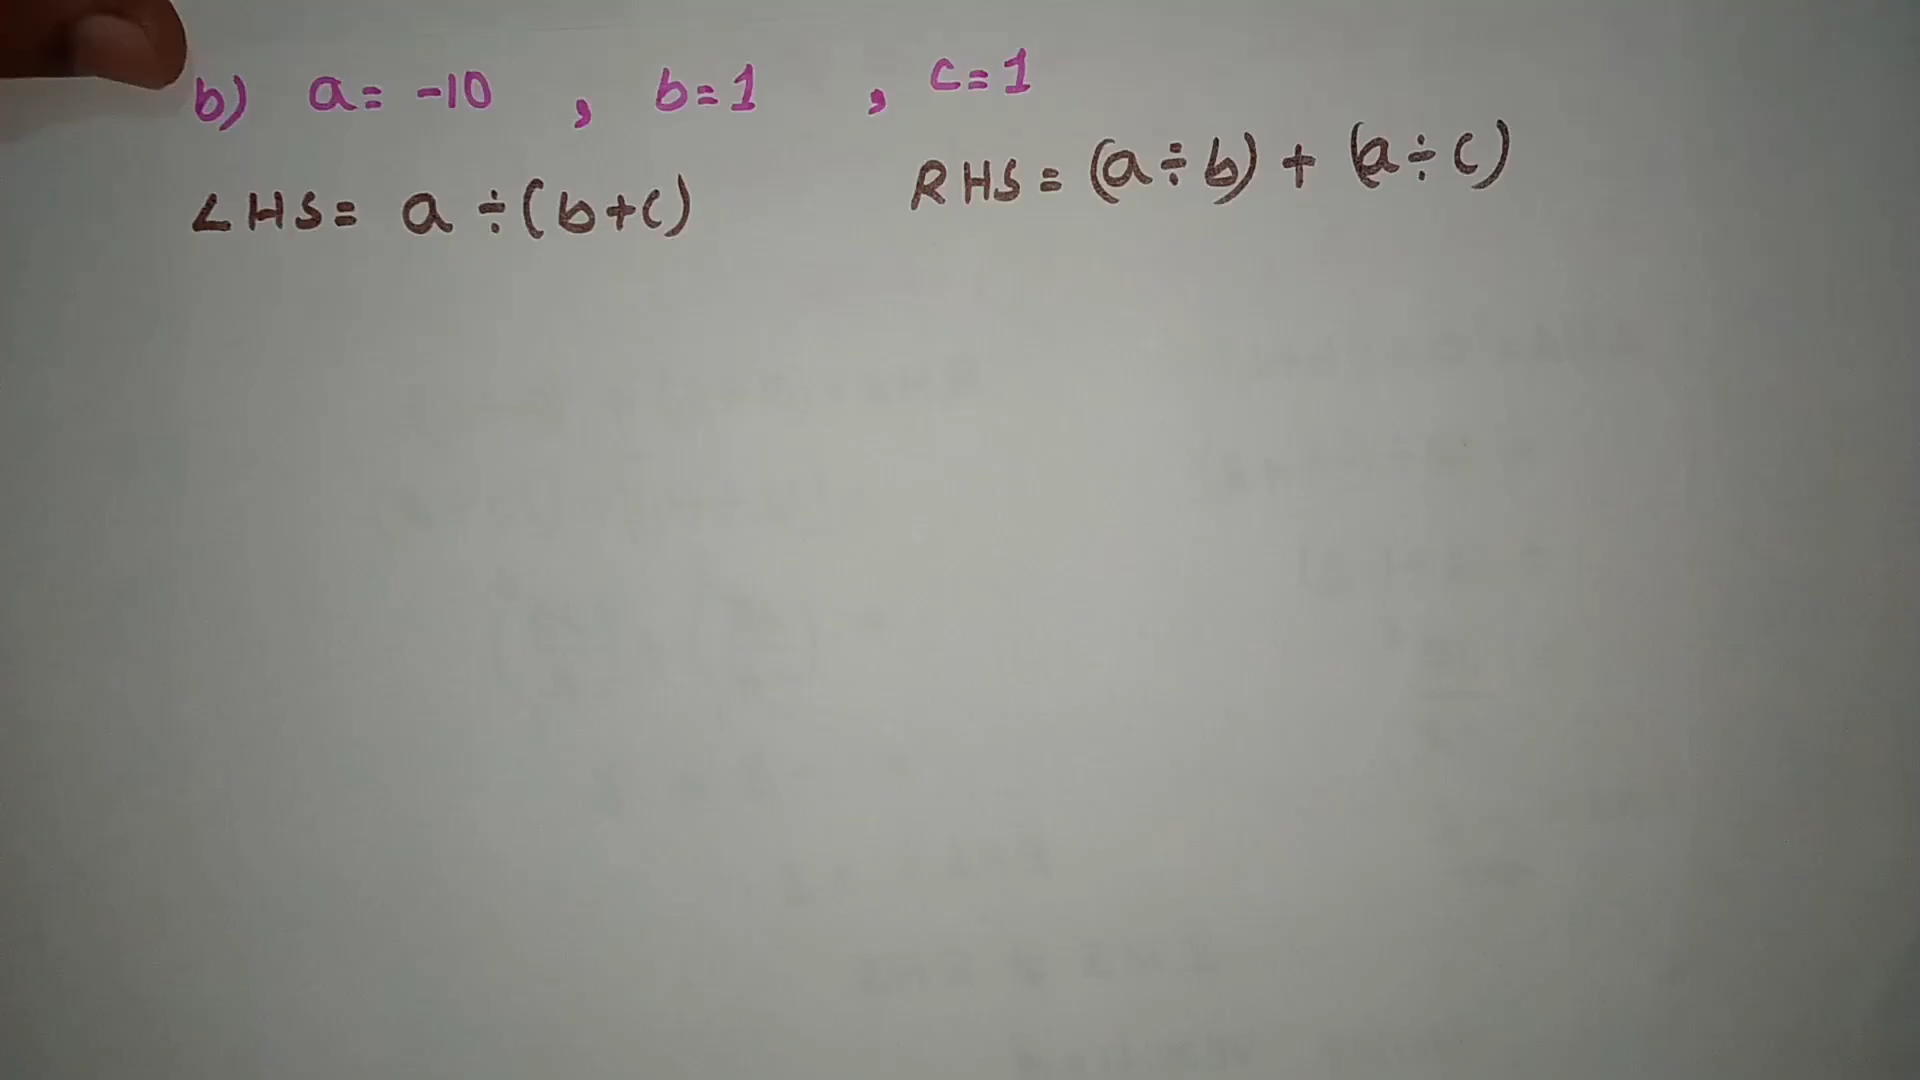 b) a = -10 , b = 1 , c = 1
LHS = a ÷ (b+c)
RHS = (a ÷ b) + (a ÷ c)